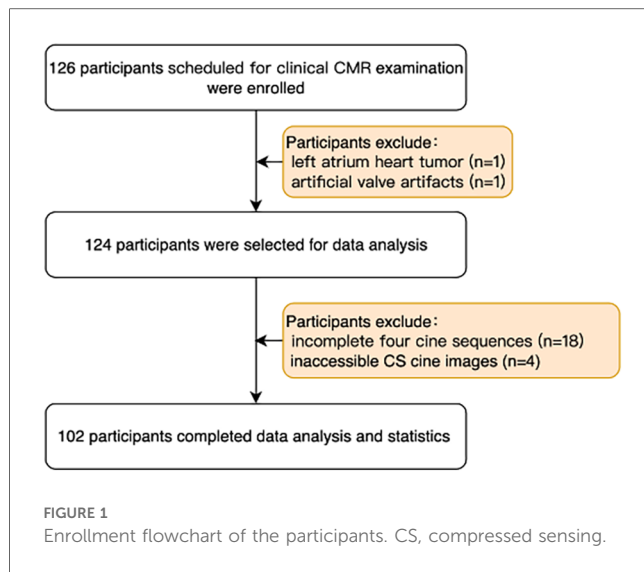 126 participants scheduled for clinical CMR examination
were enrolled
Participants exclude:
left atrium heart tumor (n=1)
artificial valve artifacts (n=1)
124 participants were selected for data analysis
Participants exclude:
incomplete four cine sequences (n=18)
inaccessible CS cine images (n=4)
102 participants completed data analysis and statistics
FIGURE 1
Enrollment flowchart of the participants. CS, compressed sensing.